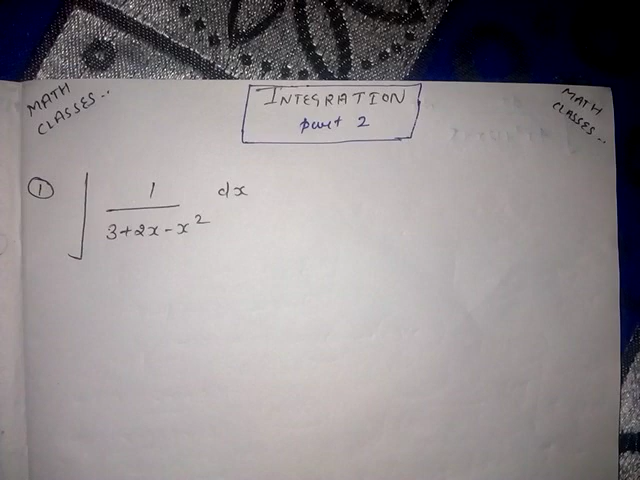 MATH
CLASSES..
INTEGRATION
part 2
MATH
CLASSES...
① ∫ 1/(3+2x-x²) dx